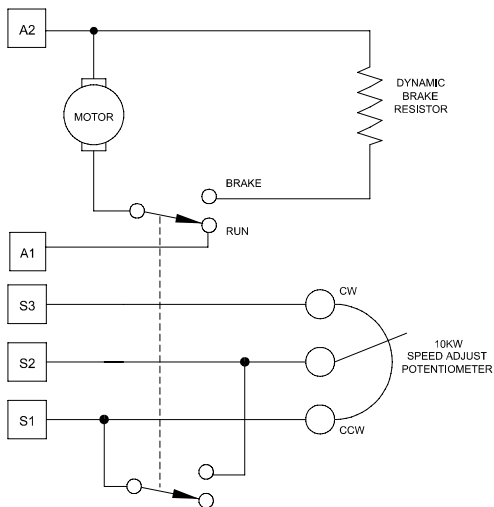 A2
MOTOR
DYNAMIC
BRAKE
RESISTOR
BRAKE
RUN
A1
S3
CW
S2
10KW
SPEED ADJUST
POTENTIOMETER
S1
CCW